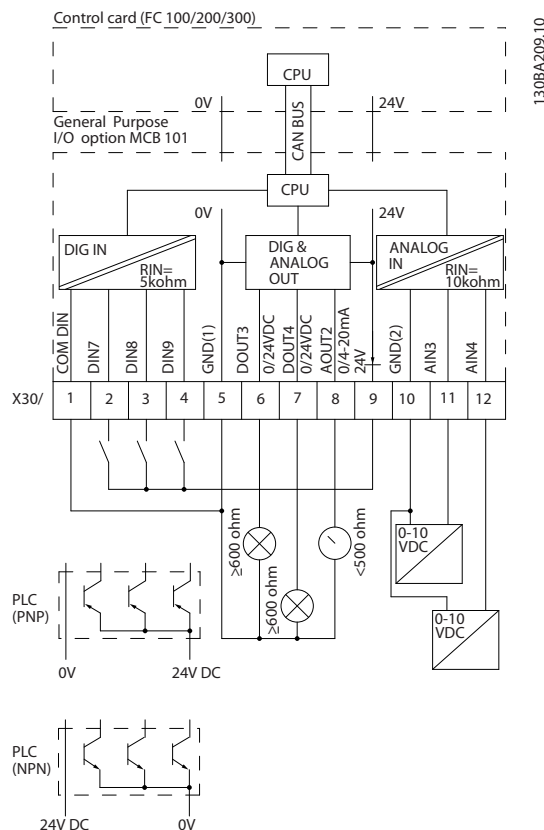 Control card (FC 100/200/300)
130BA209.10
CPU
0V
24V
General Purpose
I/O option MCB 101
CAN BUS
CPU
0V
24V
DIG IN
RIN=
5kohm
DIG &
ANALOG
OUT
ANALOG
IN
RIN=
10kohm
COM DIN
DIN7
DIN8
DIN9
GND(1)
DOUT3
0/24VDC
DOUT4
0/24VDC
AOUT2
0/4-20mA
24V
GND(2)
AIN3
AIN4
X30/
1
2
3
4
5
6
7
8
9
10
11
12
≥600 ohm
≥600 ohm
<500 ohm
0-10
VDC
0-10
VDC
PLC
(PNP)
0V
24V DC
PLC
(NPN)
24V DC
0V